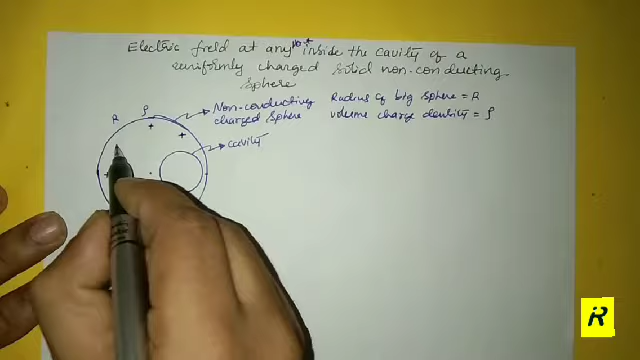 Electric field at any pt inside the cavity of a
uniformly charged solid non-conducting
sphere
R ρ Non-conducting Radius of big sphere = R
charged sphere volume charge density = ρ
cavity
R